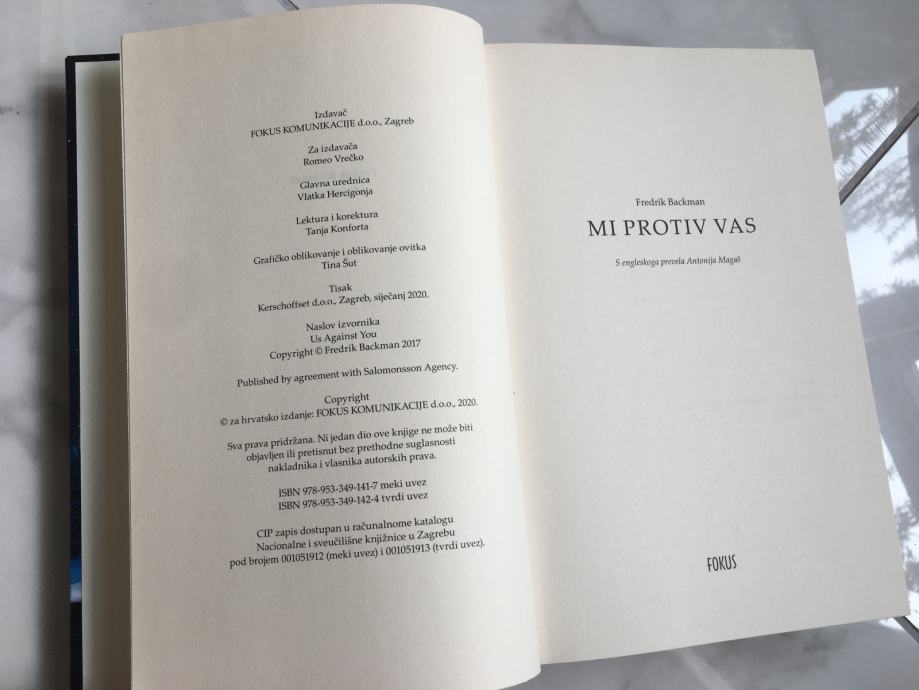 Izdavač
FOKUS KOMUNIKACIJE d.o.o., Zagreb
Za izdavača
Romeo Vrečko
Glavna urednica
Vlatka Hercigonja
Lektura i korektura
Tanja Konforta
Grafičko oblikovanje i oblikovanje ovitka
Tina Šut
Tisak
Kerschoffset d.o.o., Zagreb, siječanj 2020.
Naslov izvornika
Us Against You
Copyright © Fredrik Backman 2017
Published by agreement with Salomonsson Agency.
Copyright
© za hrvatsko izdanje: FOKUS KOMUNIKACIJE d.o.o., 2020.
Sva prava pridržana. Ni jedan dio ove knjige ne može biti
objavljen ili pretisnut bez prethodne suglasnosti
nakladnika i vlasnika autorskih prava.
ISBN 978-953-349-141-7 meki uvez
ISBN 978-953-349-142-4 tvrdi uvez
CIP zapis dostupan u računalnome katalogu
Nacionalne i sveučilišne knjižnice u Zagrebu
pod brojem 001051912 (meki uvez) i 001051913 (tvrdi uvez).
Fredrik Backman
MI PROTIV VAS
S engleskoga prevela Antonija Magaš
FOKUS